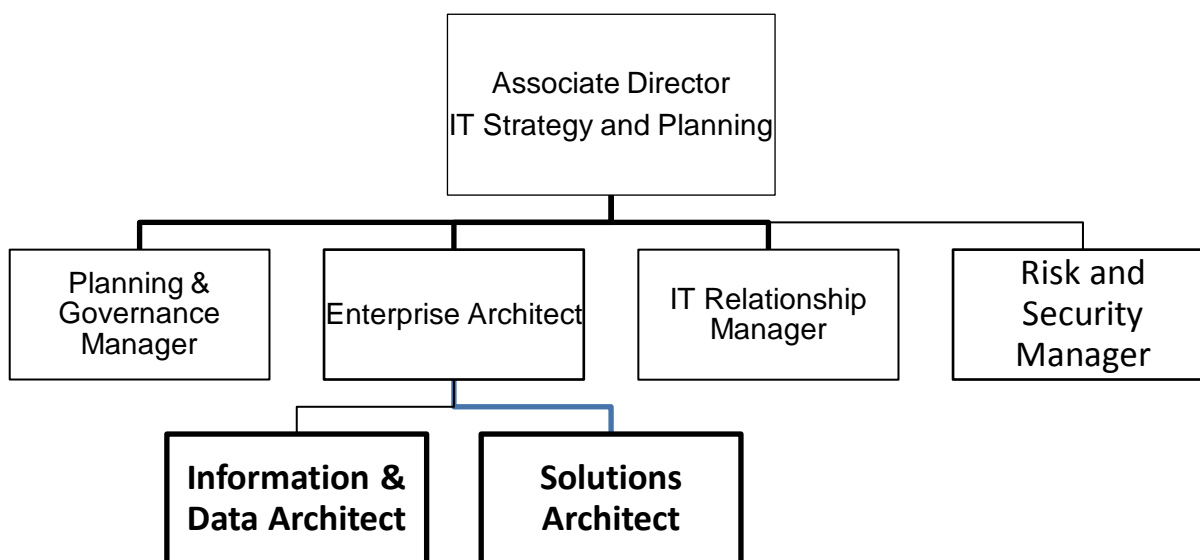 Associate Director
IT Strategy and Planning
Planning &
Governance
Manager
Enterprise Architect
IT Relationship
Manager
Risk and
Security
Manager
Information &
Data Architect
Solutions
Architect